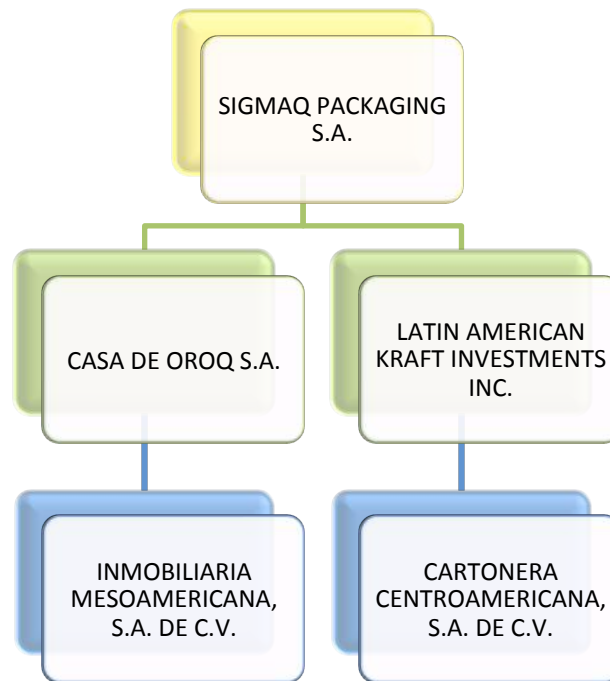 SIGMAQ PACKAGING
S.A.
CASA DE OROQ S.A.
LATIN AMERICAN
KRAFT INVESTMENTS
INC.
INMOBILIARIA
MESOAMERICANA,
S.A. DE C.V.
CARTONERA
CENTROAMERICANA,
S.A. DE C.V.